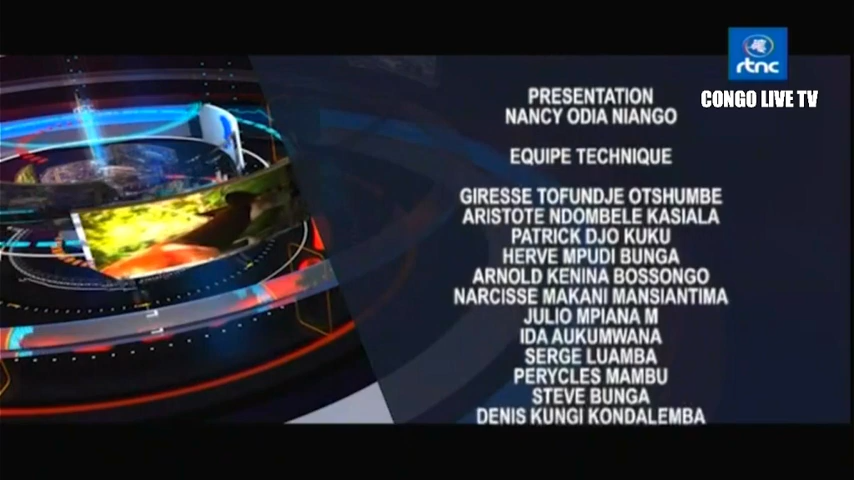 rtnc
CONGO LIVE TV
PRESENTATION
NANCY ODIA NIANGO
EQUIPE TECHNIQUE
GIRESSE TOFUNDJE OTSHUMBE
ARISTOTE NDOMBELE KASIALA
PATRICK DJO KUKU
HERVE MPUDI BUNGA
ARNOLD KENINA BOSSONGO
NARCISSE MAKANI MANSIANTIMA
JULIO MPIANA M
IDA AUKUMWANA
SERGE LUAMBA
PERYCLES MAMBU
STEVE BUNGA
DENIS KUNGI KONDALEMBA